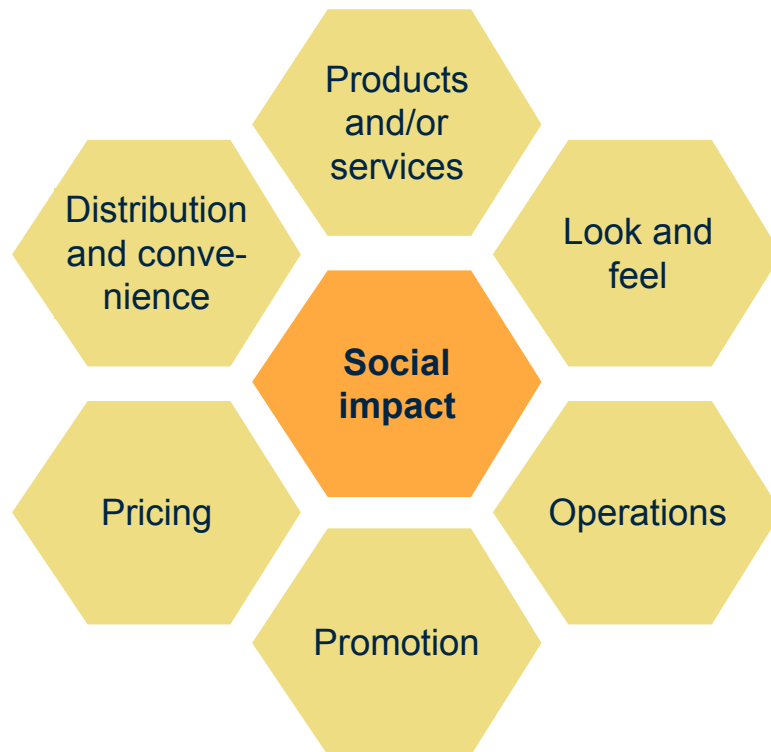 Products
and/or
services
Distribution
and conve-
nience
Look and
feel
Social
impact
Pricing
Operations
Promotion